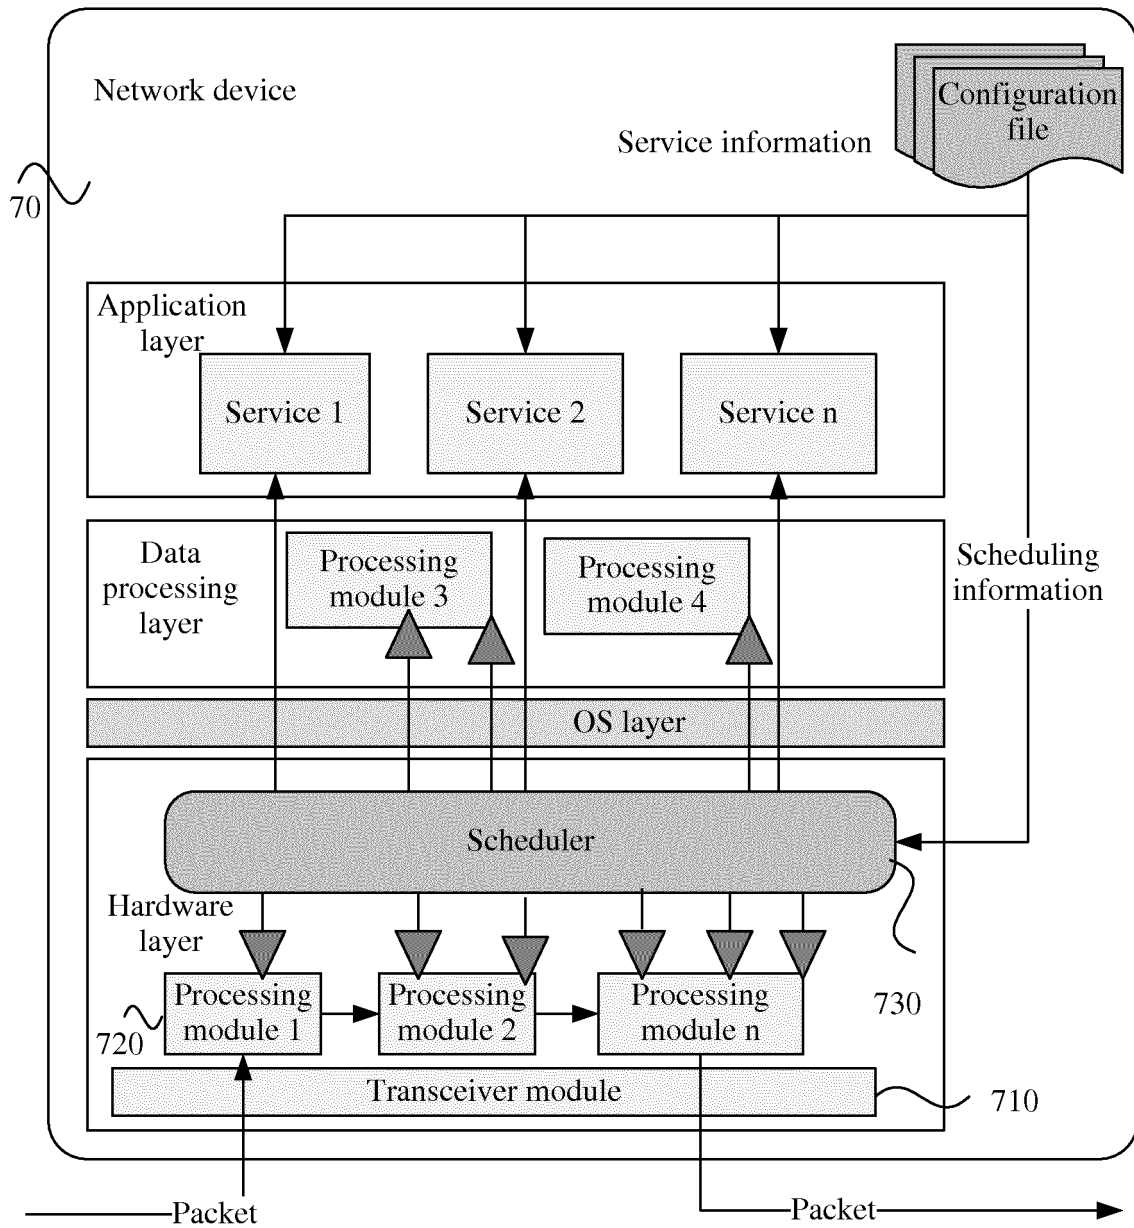 Network device
Configuration
file
Service information
70
Application
layer
Service 1
Service 2
Service n
Data
processing
layer
Processing
module 3
Processing
module 4
Scheduling
information
OS layer
Scheduler
Hardware
layer
Processing
module 1
Processing
module 2
Processing
module n
730
720
Transceiver module
710
Packet
Packet